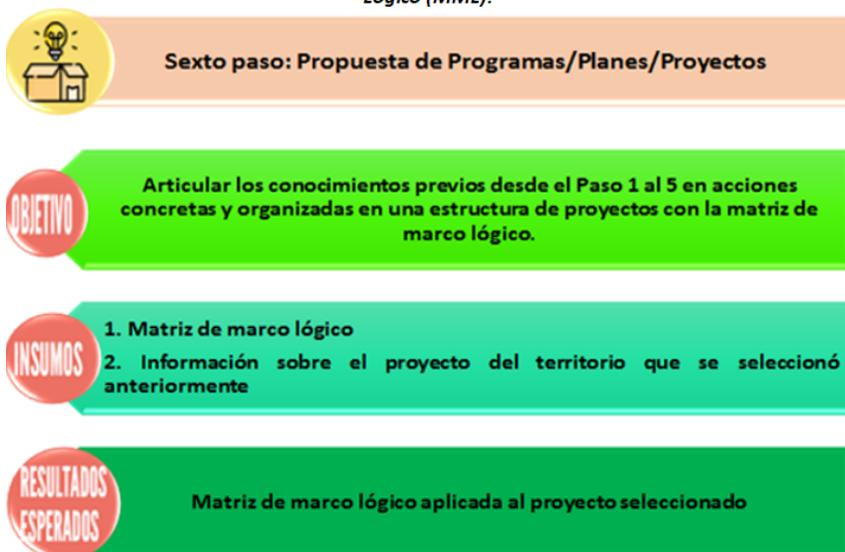 Lógico (MML).
Sexto paso: Propuesta de Programas/Planes/Proyectos
OBJETIVO
Articular los conocimientos previos desde el Paso 1 al 5 en acciones
concretas y organizadas en una estructura de proyectos con la matriz de
marco lógico.
INSUMOS
1. Matriz de marco lógico
2. Información sobre el proyecto del territorio que se seleccionó
anteriormente
RESULTADOS
ESPERADOS
Matriz de marco lógico aplicada al proyecto seleccionado